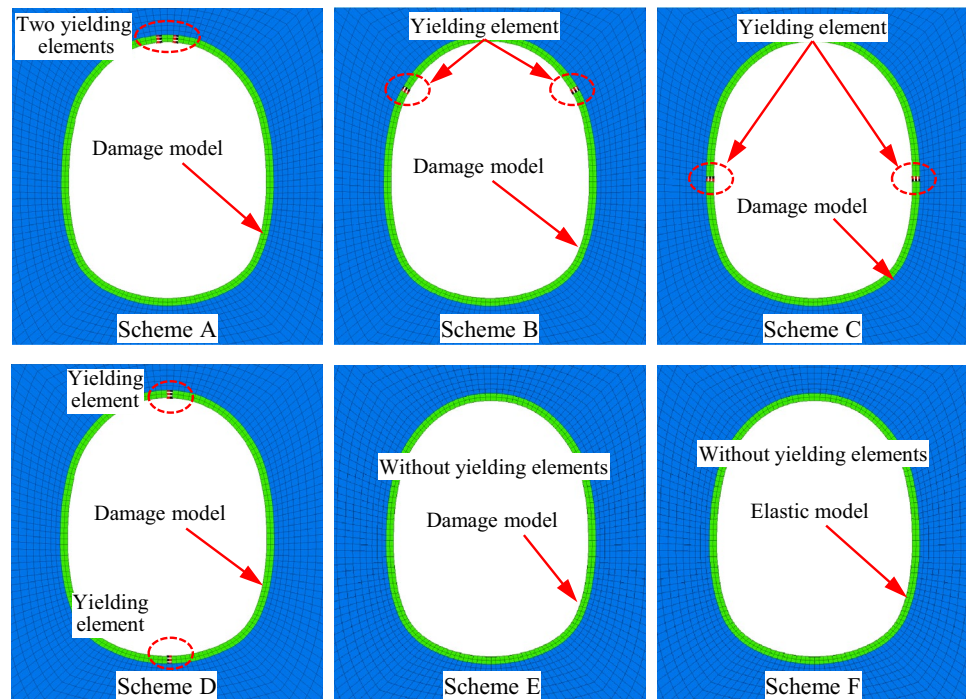 Two yielding
elements
Damage model
Scheme A
Yielding element
Damage model
Scheme B
Yielding element
Damage model
Scheme C
Yielding
element
Damage model
Yielding
element
Scheme D
Without yielding elements
Damage model
Scheme E
Without yielding elements
Elastic model
Scheme F